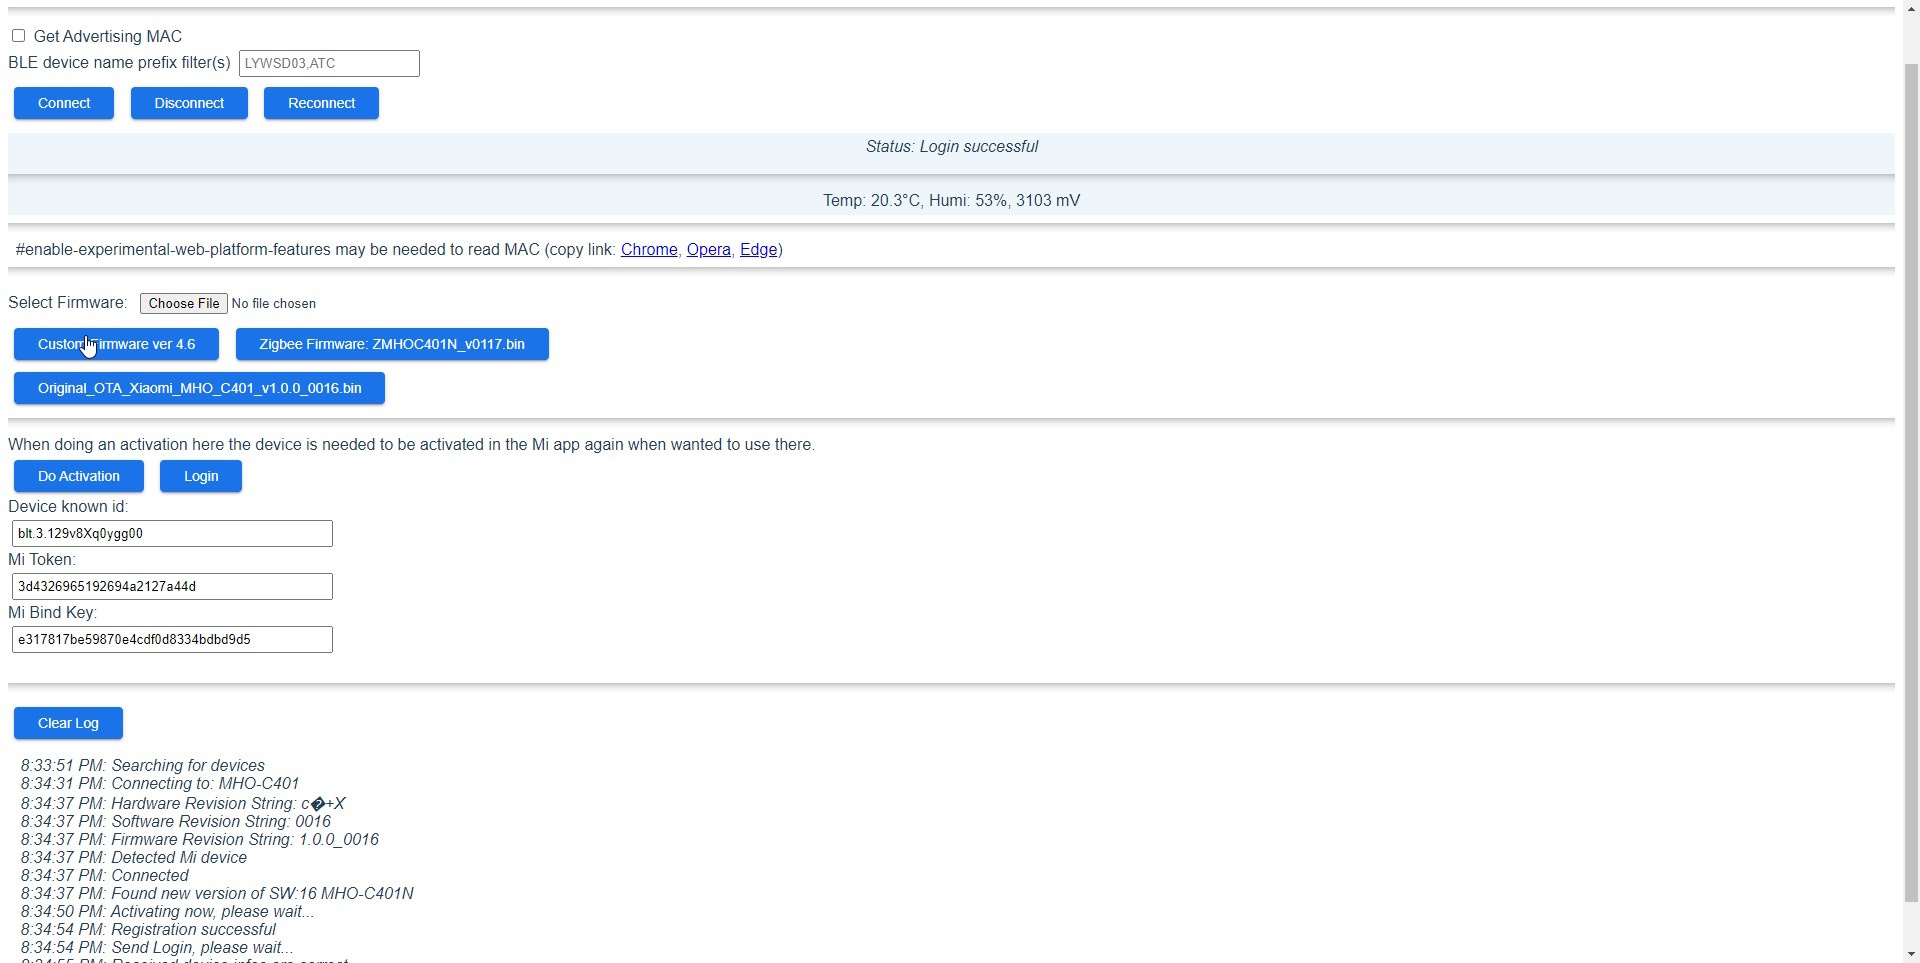 Get Advertising MAC
BLE device name prefix filter(s) LYWSD03,ATC
Connect Disconnect Reconnect
Status: Login successful
Temp: 20.3°C, Humi: 53%, 3103 mV
#enable-experimental-web-platform-features may be needed to read MAC (copy link: Chrome, Opera, Edge)
Select Firmware: Choose File No file chosen
Custom Firmware ver 4.6 Zigbee Firmware: ZMHOC401N_v0117.bin
Original_OTA_Xiaomi_MHO_C401_v1.0.0_0016.bin
When doing an activation here the device is needed to be activated in the Mi app again when wanted to use there.
Do Activation Login
Device known id:
blt.3.129v8Xq0ygg00
Mi Token:
3d4326965192694a2127a44d
Mi Bind Key:
e317817be59870e4cdf0d8334bdbd9d5
Clear Log
8:33:51 PM: Searching for devices
8:34:31 PM: Connecting to: MHO-C401
8:34:37 PM: Hardware Revision String: c�+X
8:34:37 PM: Software Revision String: 0016
8:34:37 PM: Firmware Revision String: 1.0.0_0016
8:34:37 PM: Detected Mi device
8:34:37 PM: Connected
8:34:37 PM: Found new version of SW:16 MHO-C401N
8:34:50 PM: Activating now, please wait...
8:34:54 PM: Registration successful
8:34:54 PM: Send Login, please wait...
8:34:55 PM: Received device infos are correct